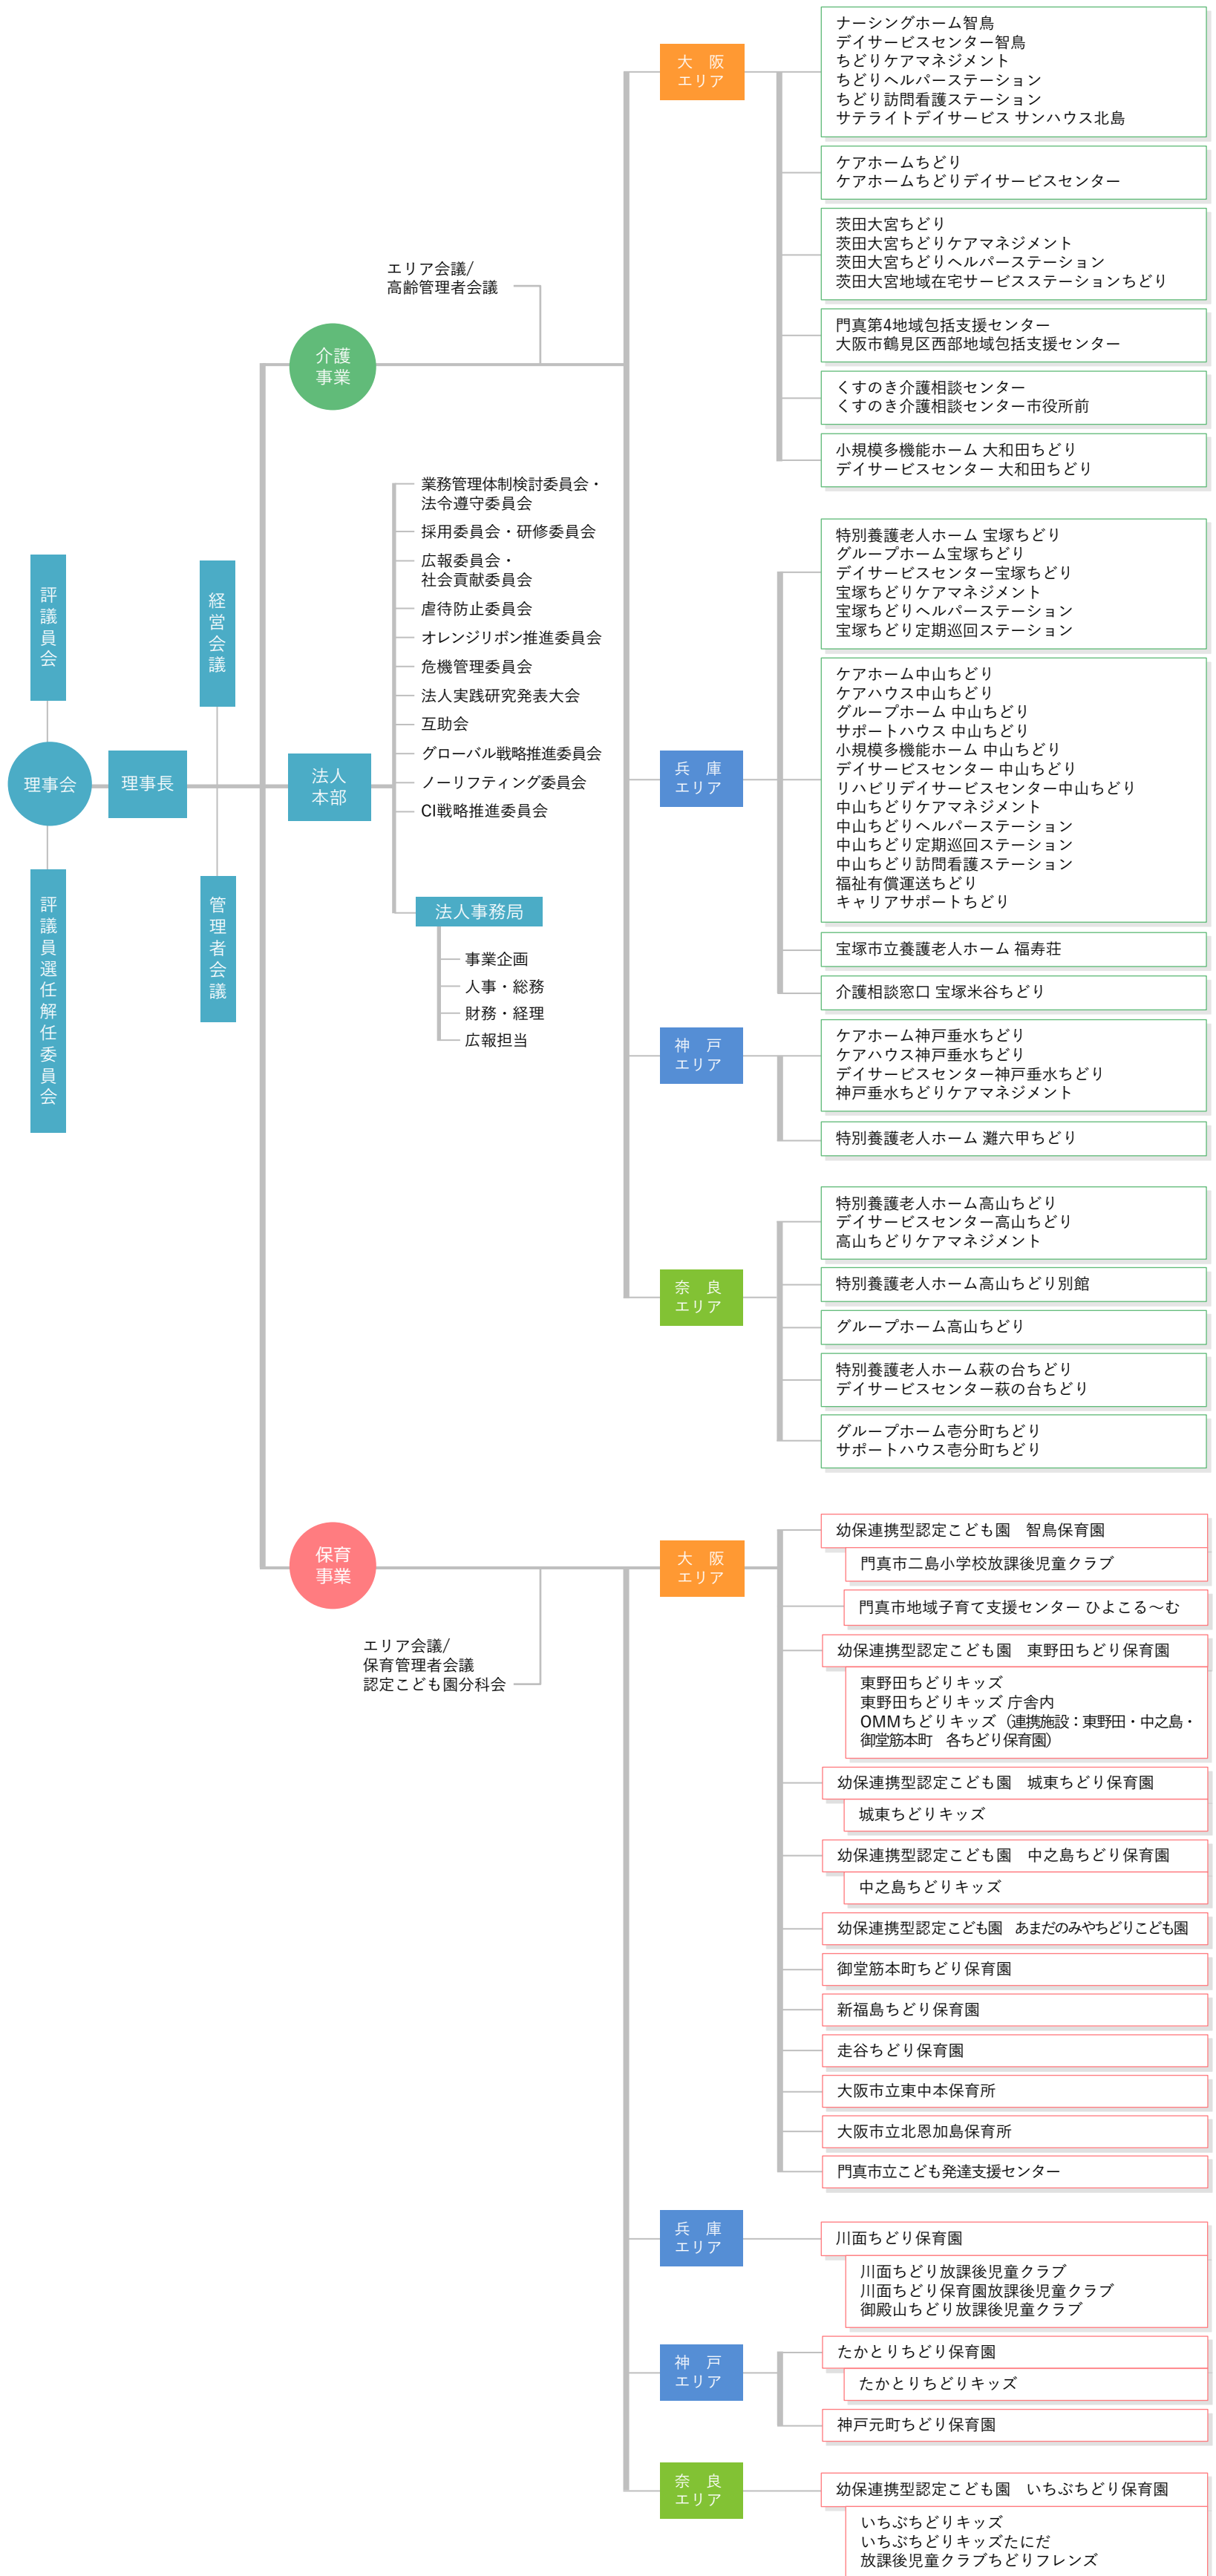 評議員会
理事会
評議員選任解任委員会
理事長
経営会議
管理者会議
介護
事業
エリア会議/
高齢管理者会議
法人
本部
業務管理体制検討委員会・
法令遵守委員会
採用委員会・研修委員会
広報委員会・
社会貢献委員会
虐待防止委員会
オレンジリボン推進委員会
危機管理委員会
法人実践研究発表大会
互助会
グローバル戦略推進委員会
ノーリフティング委員会
CI戦略推進委員会
法人事務局
事業企画
人事・総務
財務・経理
広報担当
大　阪
エリア
ナーシングホーム智鳥
デイサービスセンター智鳥
ちどりケアマネジメント
ちどりヘルパーステーション
ちどり訪問看護ステーション
サテライトデイサービス サンハウス北島
ケアホームちどり
ケアホームちどりデイサービスセンター
茨田大宮ちどり
茨田大宮ちどりケアマネジメント
茨田大宮ちどりヘルパーステーション
茨田大宮地域在宅サービスステーションちどり
門真第4地域包括支援センター
大阪市鶴見区西部地域包括支援センター
くすのき介護相談センター
くすのき介護相談センター市役所前
小規模多機能ホーム 大和田ちどり
デイサービスセンター 大和田ちどり
兵　庫
エリア
特別養護老人ホーム 宝塚ちどり
グループホーム宝塚ちどり
デイサービスセンター宝塚ちどり
宝塚ちどりケアマネジメント
宝塚ちどりヘルパーステーション
宝塚ちどり定期巡回ステーション
ケアホーム中山ちどり
ケアハウス中山ちどり
グループホーム 中山ちどり
サポートハウス 中山ちどり
小規模多機能ホーム 中山ちどり
デイサービスセンター 中山ちどり
リハビリデイサービスセンター中山ちどり
中山ちどりケアマネジメント
中山ちどりヘルパーステーション
中山ちどり定期巡回ステーション
中山ちどり訪問看護ステーション
福祉有償運送ちどり
キャリアサポートちどり
宝塚市立養護老人ホーム 福寿荘
介護相談窓口 宝塚米谷ちどり
神　戸
エリア
ケアホーム神戸垂水ちどり
ケアハウス神戸垂水ちどり
デイサービスセンター神戸垂水ちどり
神戸垂水ちどりケアマネジメント
特別養護老人ホーム 灘六甲ちどり
奈　良
エリア
特別養護老人ホーム高山ちどり
デイサービスセンター高山ちどり
高山ちどりケアマネジメント
特別養護老人ホーム高山ちどり別館
グループホーム高山ちどり
特別養護老人ホーム萩の台ちどり
デイサービスセンター萩の台ちどり
グループホーム壱分町ちどり
サポートハウス壱分町ちどり
保育
事業
エリア会議/
保育管理者会議
認定こども園分科会
大　阪
エリア
幼保連携型認定こども園　智鳥保育園
門真市二島小学校放課後児童クラブ
門真市地域子育て支援センター ひよこる～む
幼保連携型認定こども園　東野田ちどり保育園
東野田ちどりキッズ
東野田ちどりキッズ 庁舎内
OMMちどりキッズ（連携施設：東野田・中之島・
御堂筋本町　各ちどり保育園）
幼保連携型認定こども園　城東ちどり保育園
城東ちどりキッズ
幼保連携型認定こども園　中之島ちどり保育園
中之島ちどりキッズ
幼保連携型認定こども園　あまだのみやちどりこども園
御堂筋本町ちどり保育園
新福島ちどり保育園
走谷ちどり保育園
大阪市立東中本保育所
大阪市立北恩加島保育所
門真市立こども発達支援センター
兵　庫
エリア
川面ちどり保育園
川面ちどり放課後児童クラブ
川面ちどり保育園放課後児童クラブ
御殿山ちどり放課後児童クラブ
神　戸
エリア
たかとりちどり保育園
たかとりちどりキッズ
神戸元町ちどり保育園
奈　良
エリア
幼保連携型認定こども園　いちぶちどり保育園
いちぶちどりキッズ
いちぶちどりキッズたにだ
放課後児童クラブちどりフレンズ